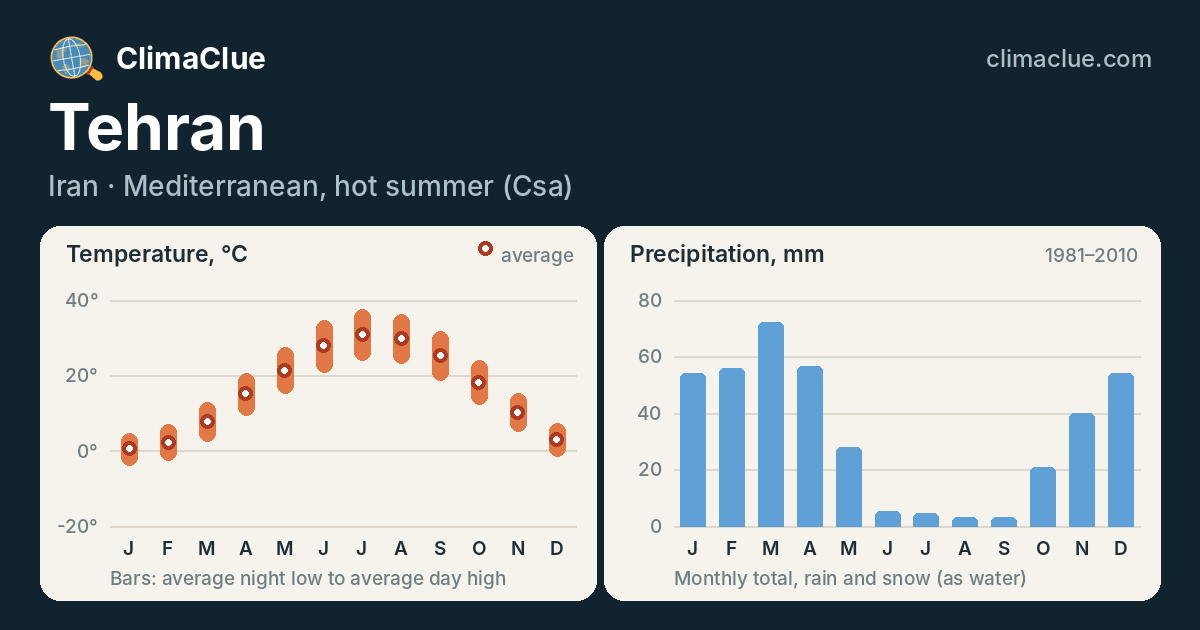 ClimaClue
climaclue.com
Tehran
Iran · Mediterranean, hot summer (Csa)
Temperature, °C
average
40°
20°
0°
-20°
J F M A M J J A S O N D
Bars: average night low to average day high
Precipitation, mm
1981–2010
80
60
40
20
0
J F M A M J J A S O N D
Monthly total, rain and snow (as water)